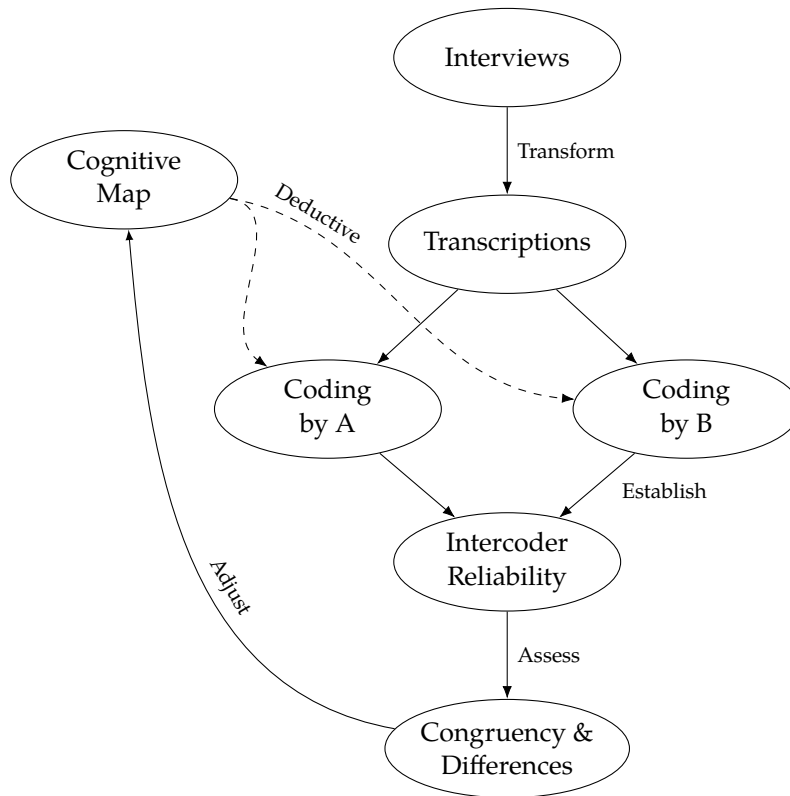 Interviews
Transform
Cognitive
Map
Deductive
Transcriptions
Coding
by A
Coding
by B
Establish
Intercoder
Reliability
Adjust
Assess
Congruency &
Differences